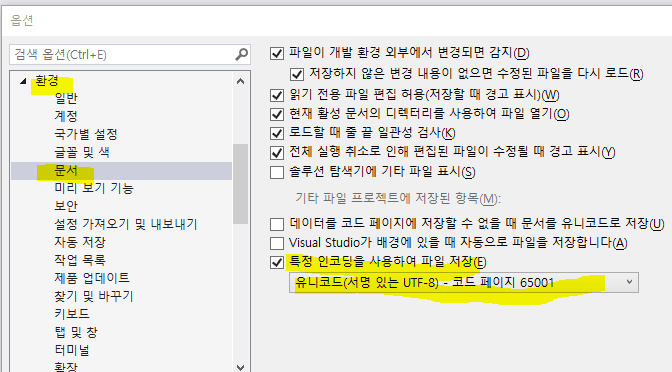 옵션
검색 옵션(Ctrl+E)
환경
일반
계정
국가별 설정
글꼴 및 색
문서
미리 보기 기능
보안
설정 가져오기 및 내보내기
자동 저장
작업 목록
제품 업데이트
찾기 및 바꾸기
키보드
탭 및 창
터미널
확장
파일이 개발 환경 외부에서 변경되면 감지(D)
저장하지 않은 변경 내용이 없으면 수정된 파일을 다시 로드(R)
읽기 전용 파일 편집 허용(저장할 때 경고 표시)(W)
현재 활성 문서의 디렉터리를 사용하여 파일 열기(O)
로드할 때 줄 끝 일관성 검사(K)
전체 실행 취소로 인해 편집된 파일이 수정될 때 경고 표시(Y)
솔루션 탐색기에 기타 파일 표시(S)
기타 파일 프로젝트에 저장된 항목(M):
데이터를 코드 페이지에 저장할 수 없을 때 문서를 유니코드로 저장(U)
Visual Studio가 배경에 있을 때 자동으로 파일을 저장합니다(A)
특정 인코딩을 사용하여 파일 저장(E)
유니코드(서명 있는 UTF-8) - 코드 페이지 65001